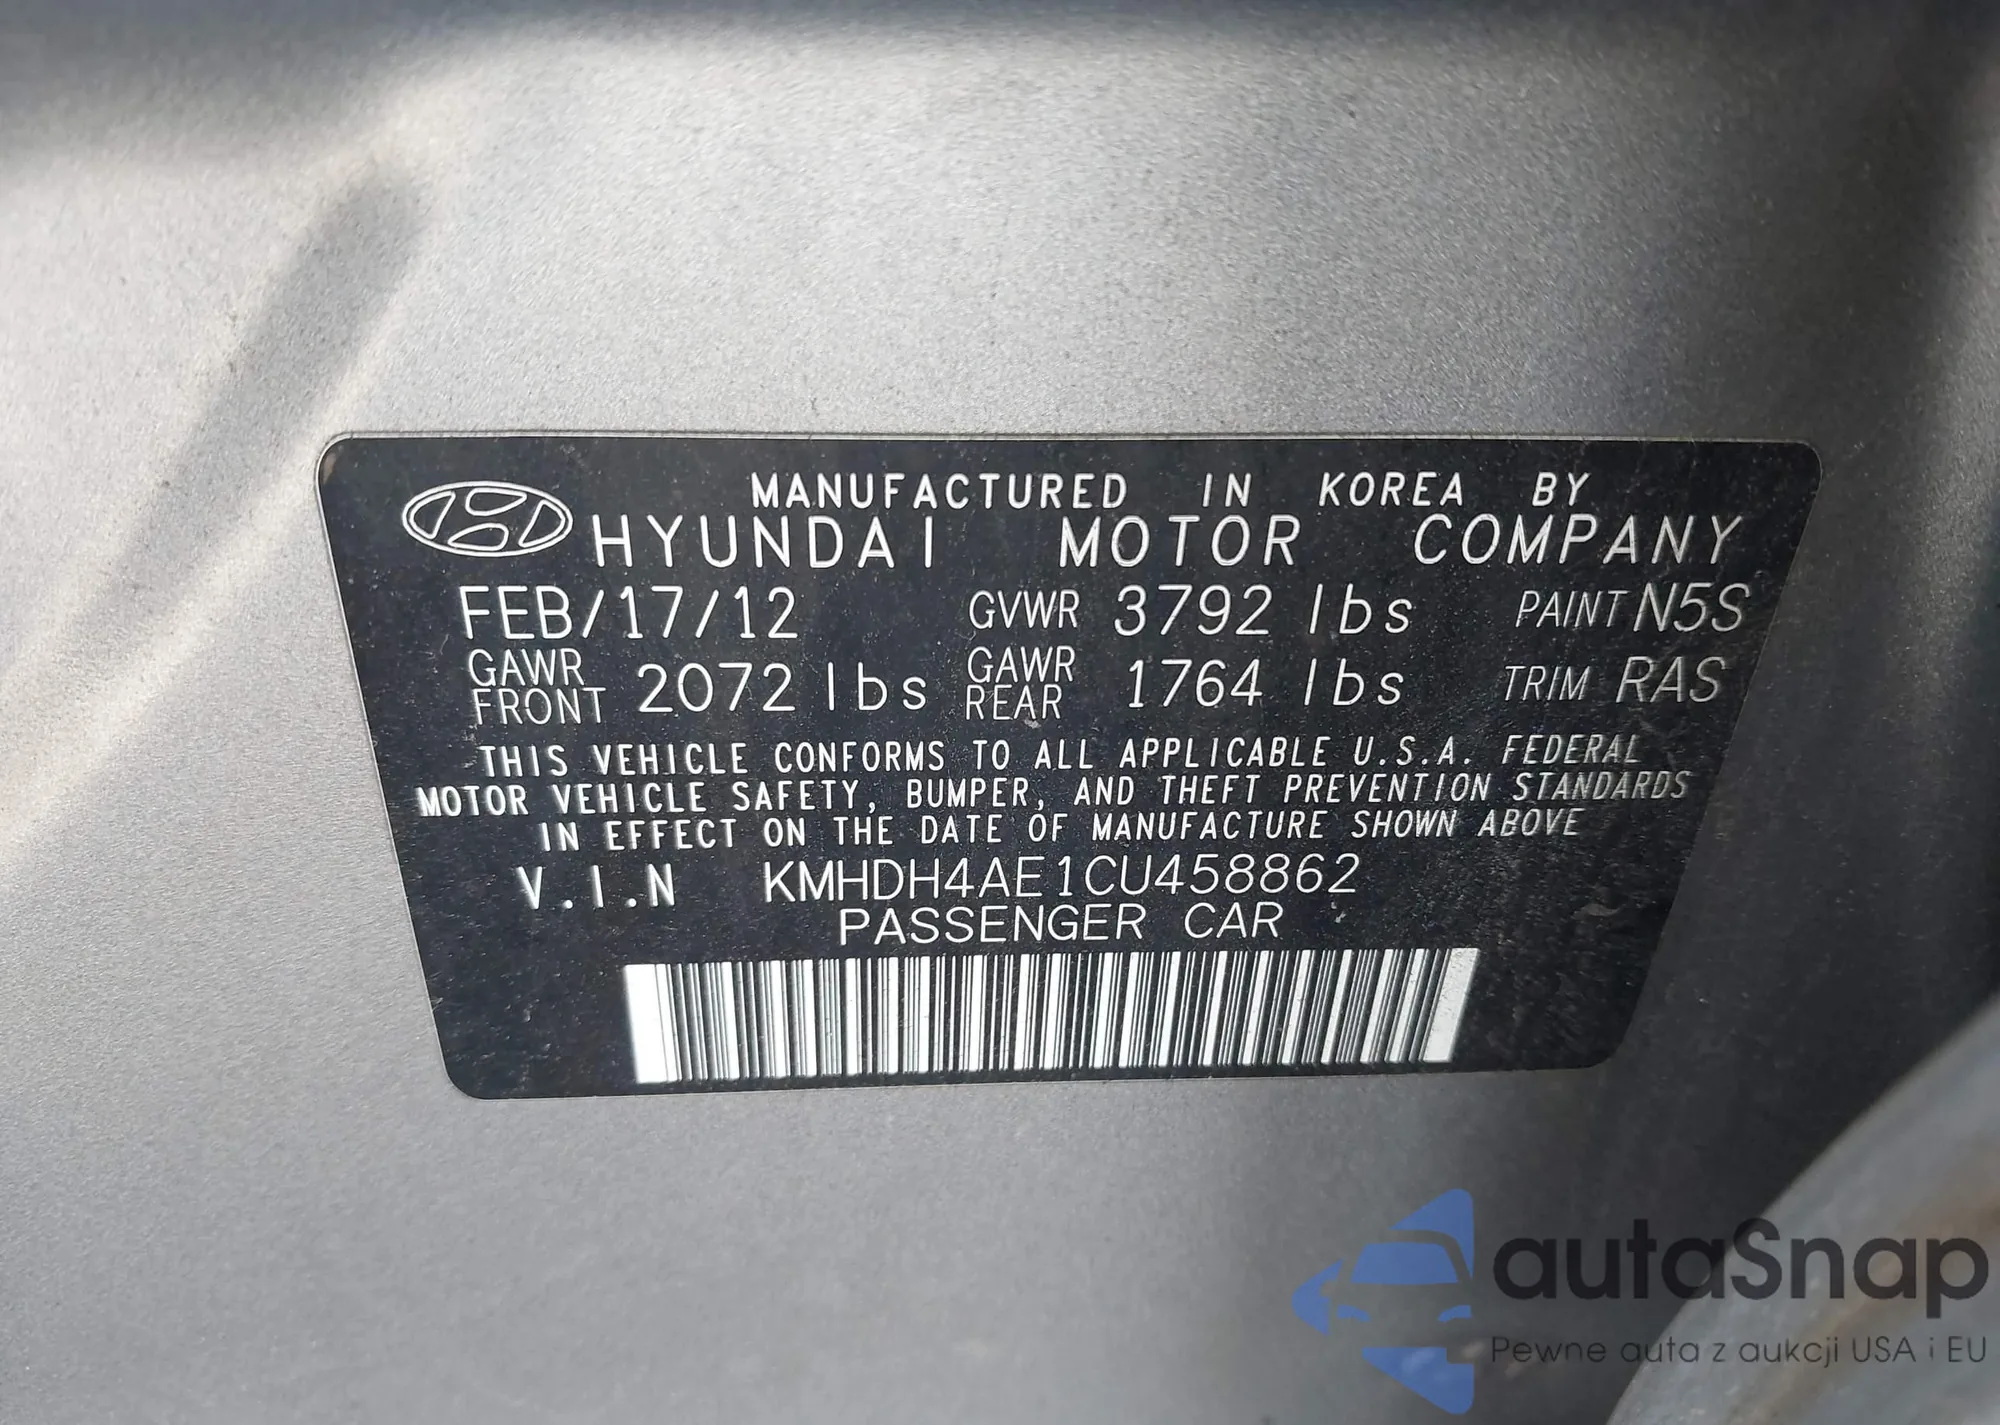 MANUFACTURED IN KOREA BY
HYUNDAI MOTOR COMPANY
FEB/17/12 GVWR 3792 lbs PAINT N5S
GAWR FRONT 2072 lbs GAWR REAR 1764 lbs TRIM RAS
THIS VEHICLE CONFORMS TO ALL APPLICABLE U.S.A. FEDERAL
MOTOR VEHICLE SAFETY, BUMPER, AND THEFT PREVENTION STANDARDS
IN EFFECT ON THE DATE OF MANUFACTURE SHOWN ABOVE
V.I.N KMHDH4AE1CU458862
PASSENGER CAR
autaSnap
Pewne auta z aukcji USA i EU